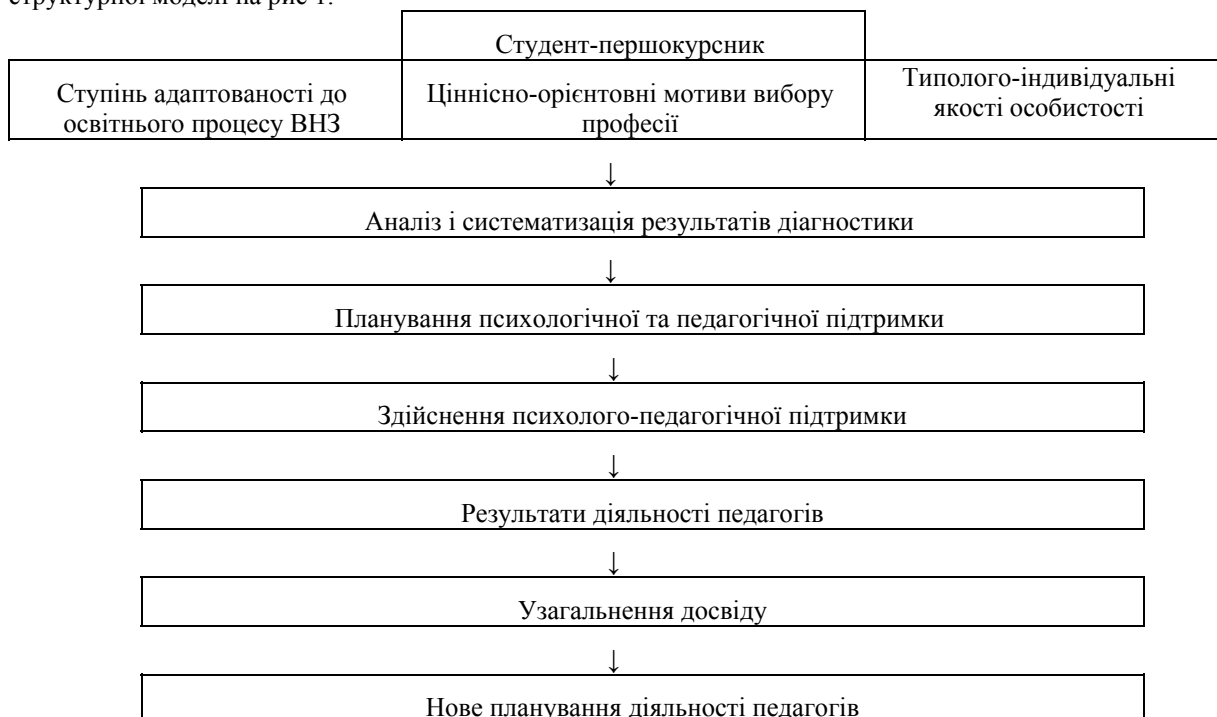 структурної моделі на рис 1.
Студент-першокурсник
Ступінь адаптованості до
освітнього процесу ВНЗ
Ціннісно-орієнтовні мотиви вибору
професії
Типолого-індивідуальні
якості особистості
↓
Аналіз і систематизація результатів діагностики
↓
Планування психологічної та педагогічної підтримки
↓
Здійснення психолого-педагогічної підтримки
↓
Результати діяльності педагогів
↓
Узагальнення досвіду
↓
Нове планування діяльності педагогів